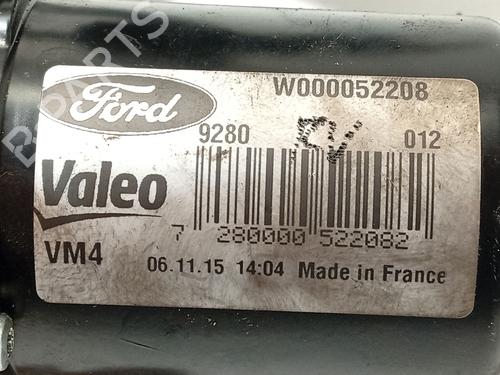 Ford
W000052208
9280
012
Valeo
7 280000 522082
VM4
06.11.15 14:04 Made in France